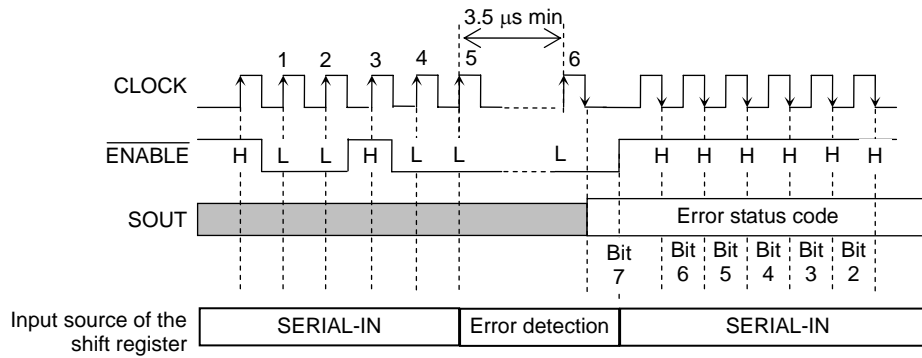 3.5 μs min
1 2 3 4 5 6
CLOCK
ENABLE H L L H L L L H H H H H H
SOUT Error status code
Bit 7 Bit 6 Bit 5 Bit 4 Bit 3 Bit 2
Input source of the
shift register
SERIAL-IN Error detection SERIAL-IN